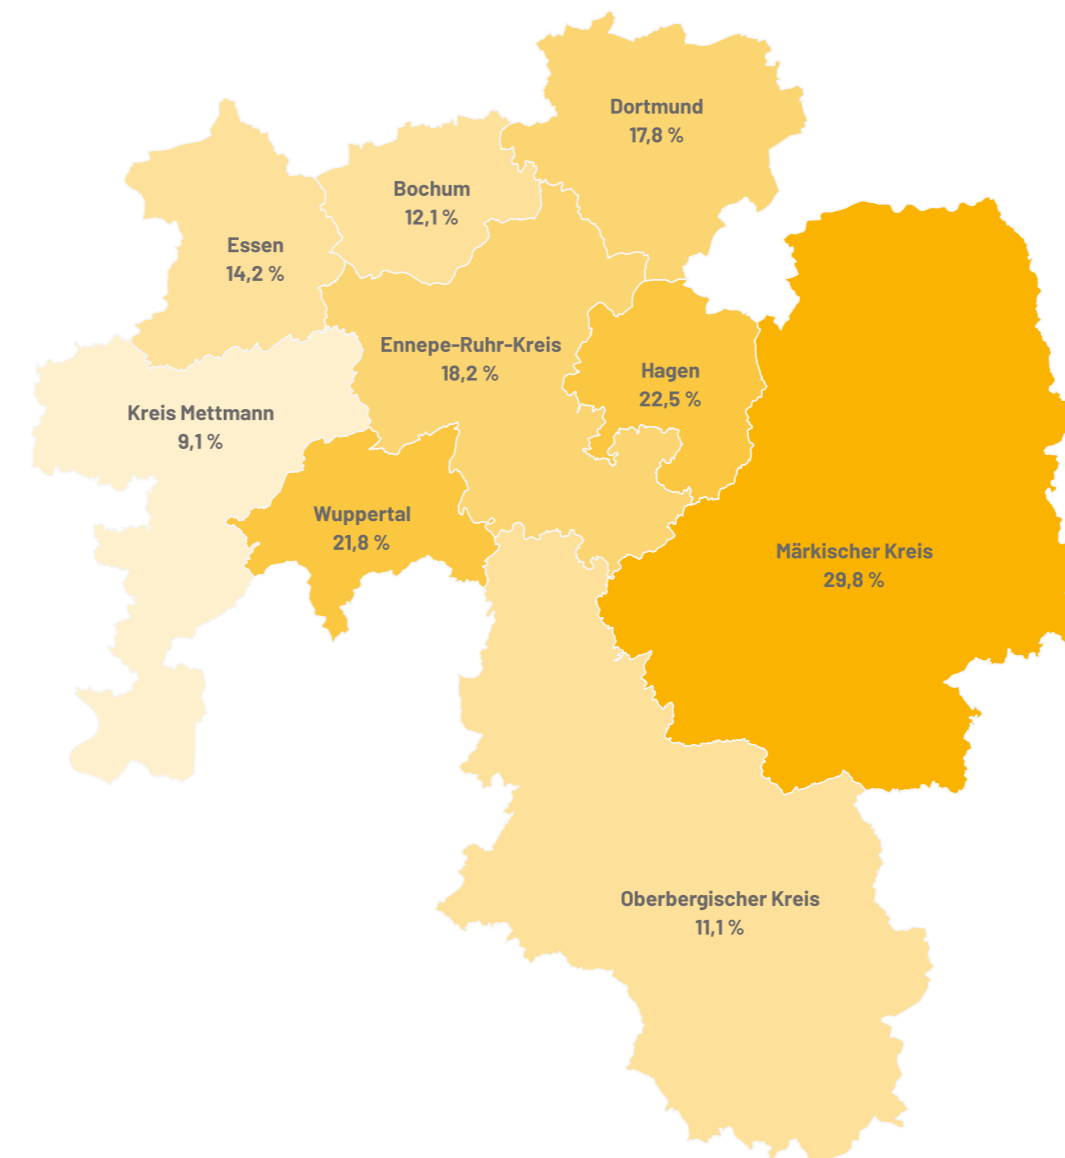 Dortmund
17,8 %
Bochum
12,1 %
Essen
14,2 %
Ennepe-Ruhr-Kreis
18,2 %
Hagen
22,5 %
Kreis Mettmann
9,1 %
Wuppertal
21,8 %
Märkischer Kreis
29,8 %
Oberbergischer Kreis
11,1 %